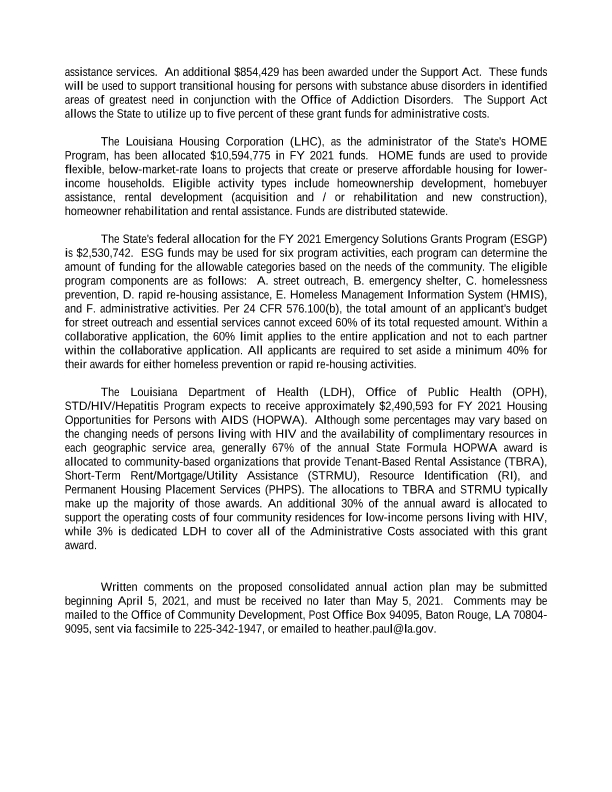 assistance services.  An additional $854,429 has been awarded under the Support Act.  These funds
will be used to support transitional housing for persons with substance abuse disorders in identified
areas of greatest need in conjunction with the Office of Addiction Disorders.  The Support Act
allows the State to utilize up to five percent of these grant funds for administrative costs.
The Louisiana Housing Corporation (LHC), as the administrator of the State's HOME
Program, has been allocated $10,594,775 in FY 2021 funds.  HOME funds are used to provide
flexible, below-market-rate loans to projects that create or preserve affordable housing for lower-
income households. Eligible activity types include homeownership development, homebuyer
assistance, rental development (acquisition and / or rehabilitation and new construction),
homeowner rehabilitation and rental assistance. Funds are distributed statewide.
The State's federal allocation for the FY 2021 Emergency Solutions Grants Program (ESGP)
is $2,530,742.  ESG funds may be used for six program activities, each program can determine the
amount of funding for the allowable categories based on the needs of the community. The eligible
program components are as follows:  A. street outreach, B. emergency shelter, C. homelessness
prevention, D. rapid re-housing assistance, E. Homeless Management Information System (HMIS),
and F. administrative activities. Per 24 CFR 576.100(b), the total amount of an applicant's budget
for street outreach and essential services cannot exceed 60% of its total requested amount. Within a
collaborative application, the 60% limit applies to the entire application and not to each partner
within the collaborative application. All applicants are required to set aside a minimum 40% for
their awards for either homeless prevention or rapid re-housing activities.
The Louisiana Department of Health (LDH), Office of Public Health (OPH),
STD/HIV/Hepatitis Program expects to receive approximately $2,490,593 for FY 2021 Housing
Opportunities for Persons with AIDS (HOPWA).  Although some percentages may vary based on
the changing needs of persons living with HIV and the availability of complimentary resources in
each geographic service area, generally 67% of the annual State Formula HOPWA award is
allocated to community-based organizations that provide Tenant-Based Rental Assistance (TBRA),
Short-Term Rent/Mortgage/Utility Assistance (STRMU), Resource Identification (RI), and
Permanent Housing Placement Services (PHPS). The allocations to TBRA and STRMU typically
make up the majority of those awards. An additional 30% of the annual award is allocated to
support the operating costs of four community residences for low-income persons living with HIV,
while 3% is dedicated LDH to cover all of the Administrative Costs associated with this grant
award.
Written comments on the proposed consolidated annual action plan may be submitted
beginning April 5, 2021, and must be received no later than May 5, 2021.  Comments may be
mailed to the Office of Community Development, Post Office Box 94095, Baton Rouge, LA 70804-
9095, sent via facsimile to 225-342-1947, or emailed to heather.paul@la.gov.